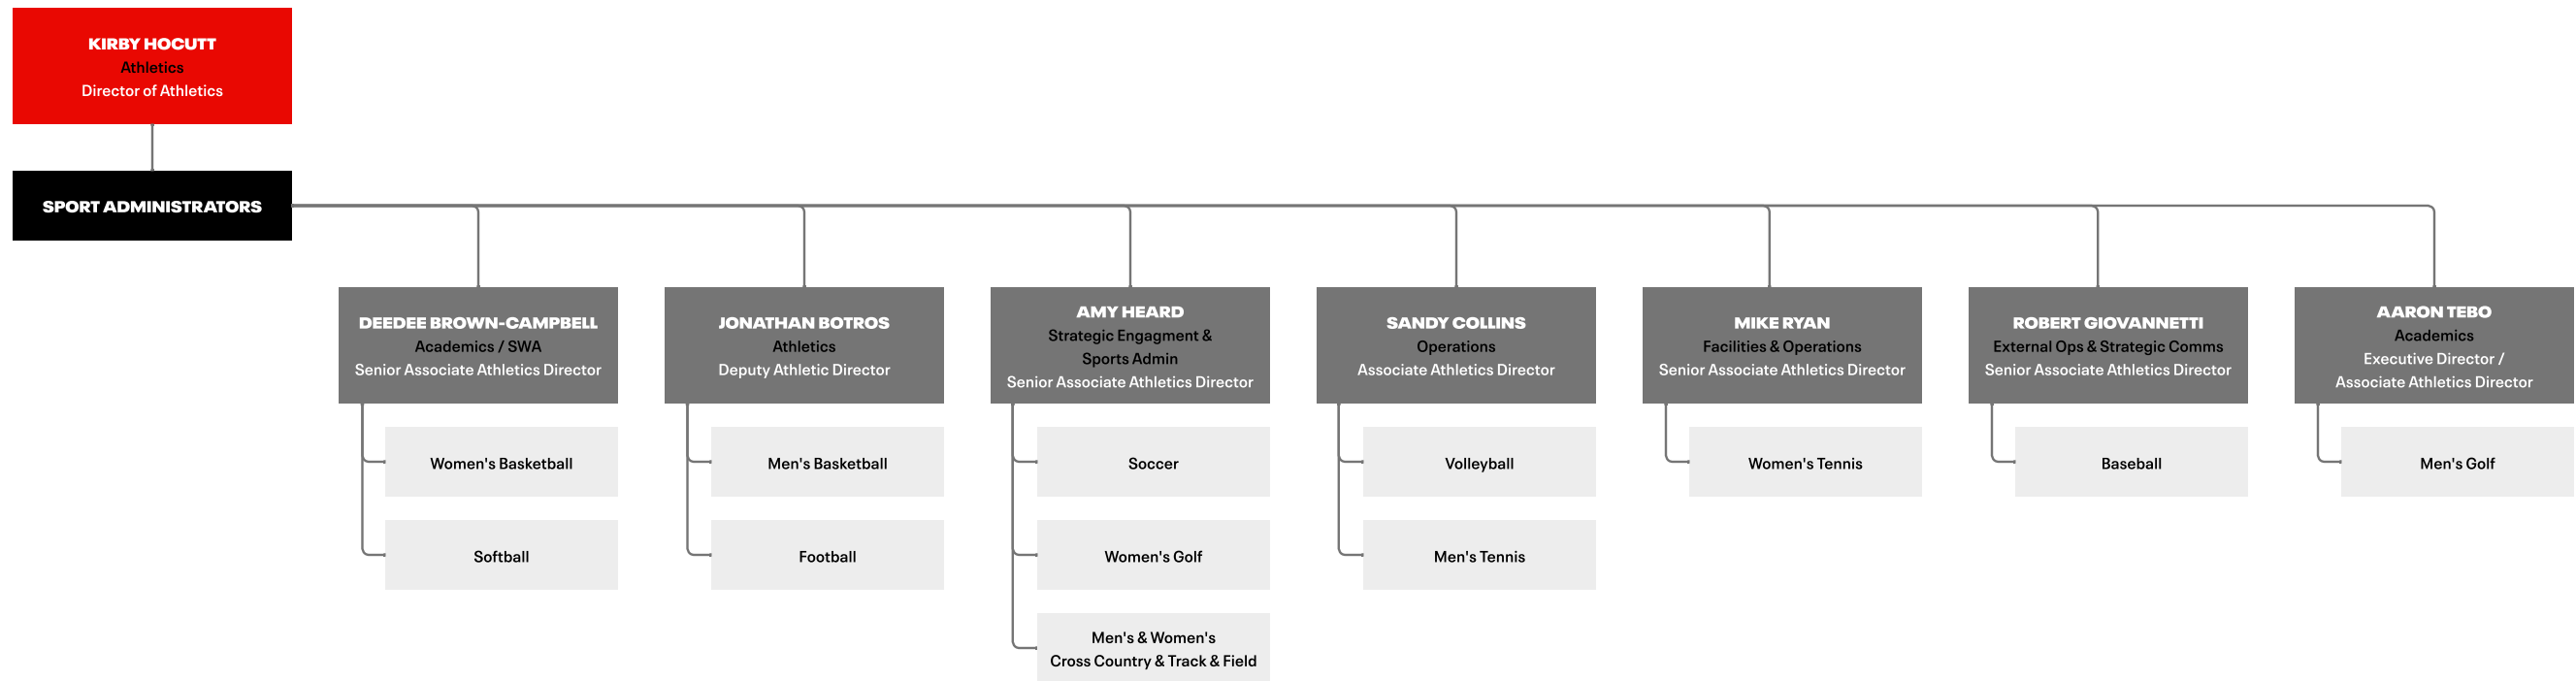 KIRBY HOCUTT
Athletics
Director of Athletics
SPORT ADMINISTRATORS
DEEDEE BROWN-CAMPBELL
Academics / SWA
Senior Associate Athletics Director
Women's Basketball
Softball
JONATHAN BOTROS
Athletics
Deputy Athletic Director
Men's Basketball
Football
AMY HEARD
Strategic Engagment &
Sports Admin
Senior Associate Athletics Director
Soccer
Women's Golf
Men's & Women's
Cross Country & Track & Field
SANDY COLLINS
Operations
Associate Athletics Director
Volleyball
Men's Tennis
MIKE RYAN
Facilities & Operations
Senior Associate Athletics Director
Women's Tennis
ROBERT GIOVANNETTI
External Ops & Strategic Comms
Senior Associate Athletics Director
Baseball
AARON TEBO
Academics
Executive Director /
Associate Athletics Director
Men's Golf